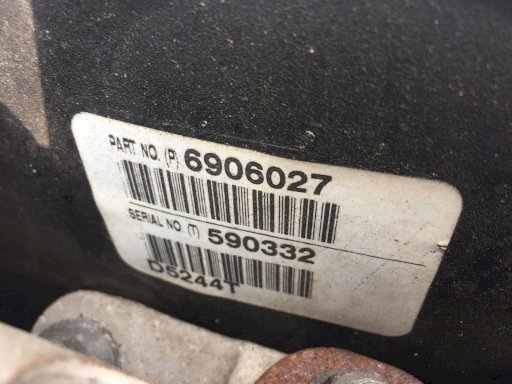 PART NO. (P) 6906027
SERIAL NO (T) 590332
D5244T